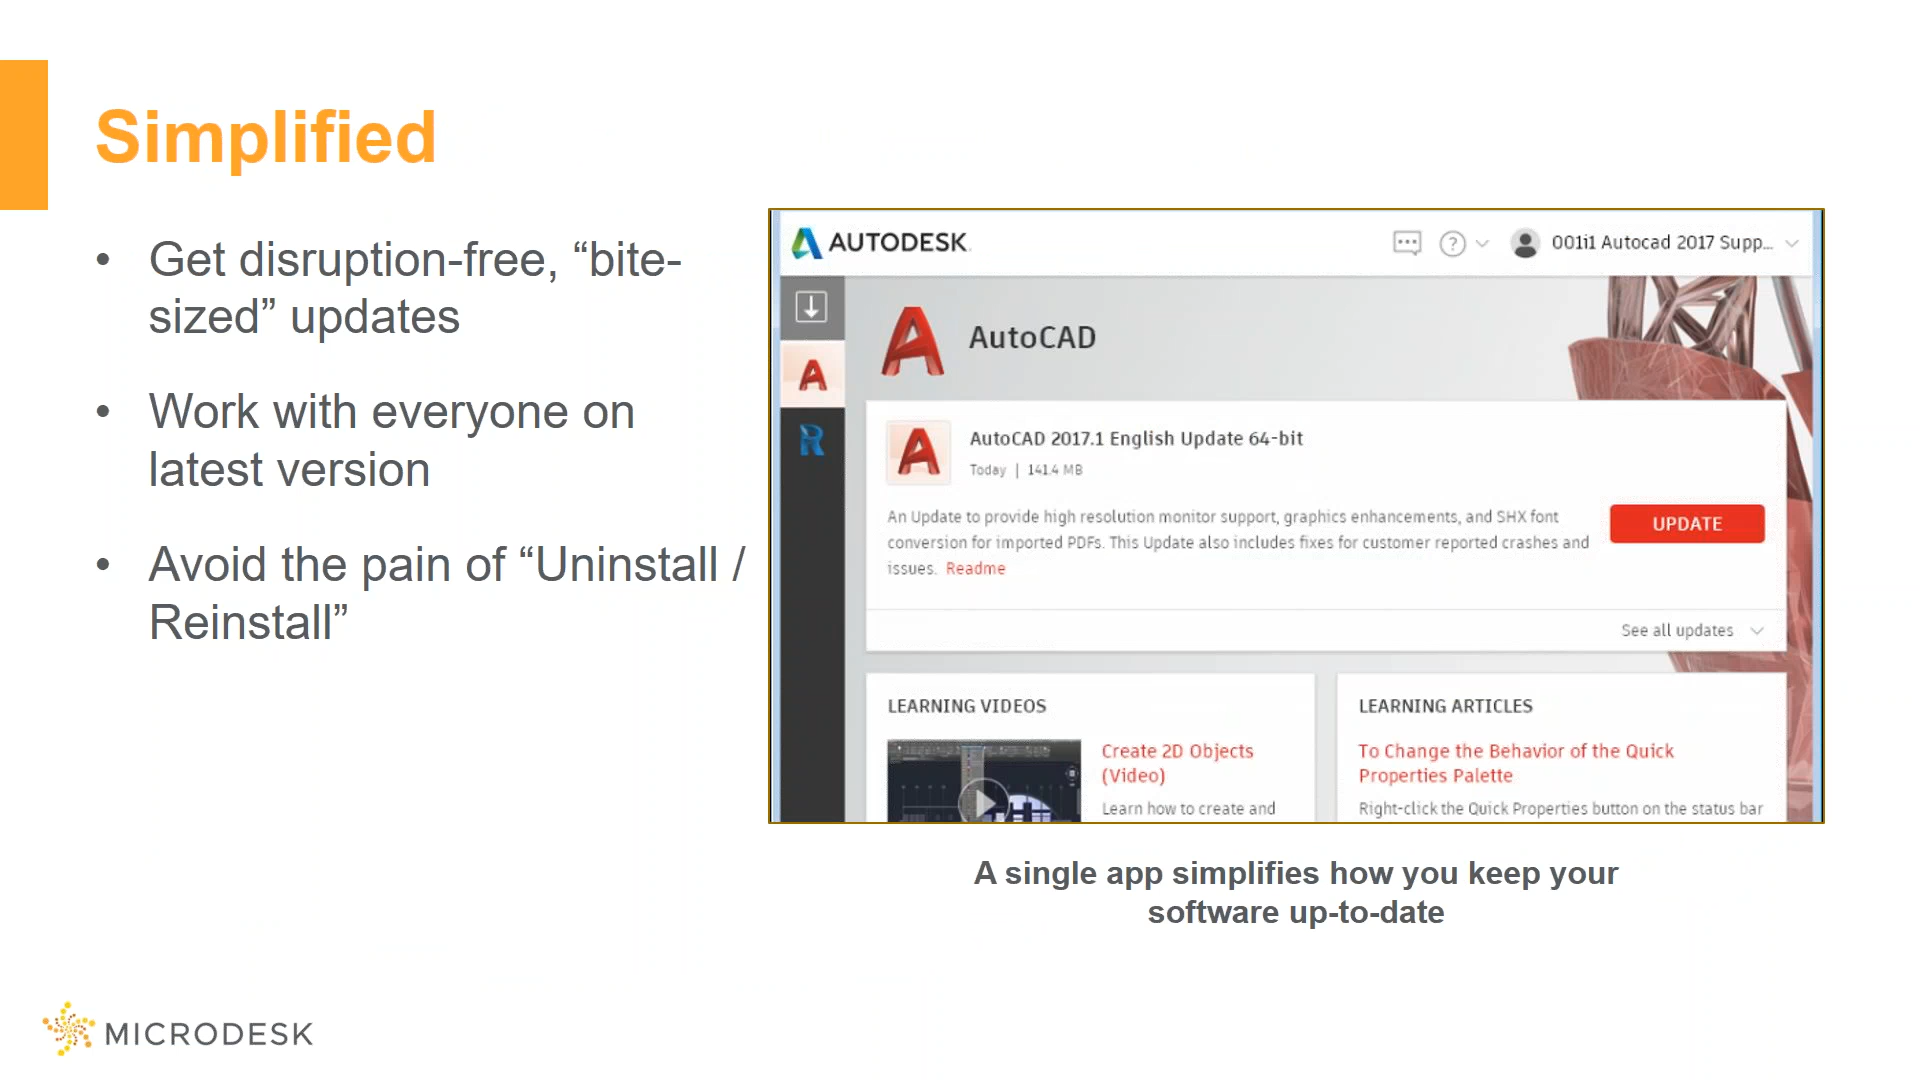 Simplified
• Get disruption-free, “bite-
sized” updates
• Work with everyone on
latest version
• Avoid the pain of “Uninstall /
Reinstall”
AUTODESK.
001i1 Autocad 2017 Supp...
AutoCAD
AutoCAD 2017.1 English Update 64-bit
Today | 141.4 MB
An Update to provide high resolution monitor support, graphics enhancements, and SHX font
conversion for imported PDFs. This Update also includes fixes for customer reported crashes and
issues. Readme
UPDATE
See all updates
LEARNING VIDEOS
Create 2D Objects
(Video)
Learn how to create and
LEARNING ARTICLES
To Change the Behavior of the Quick
Properties Palette
Right-click the Quick Properties button on the status bar
A single app simplifies how you keep your
software up-to-date
MICRODESK